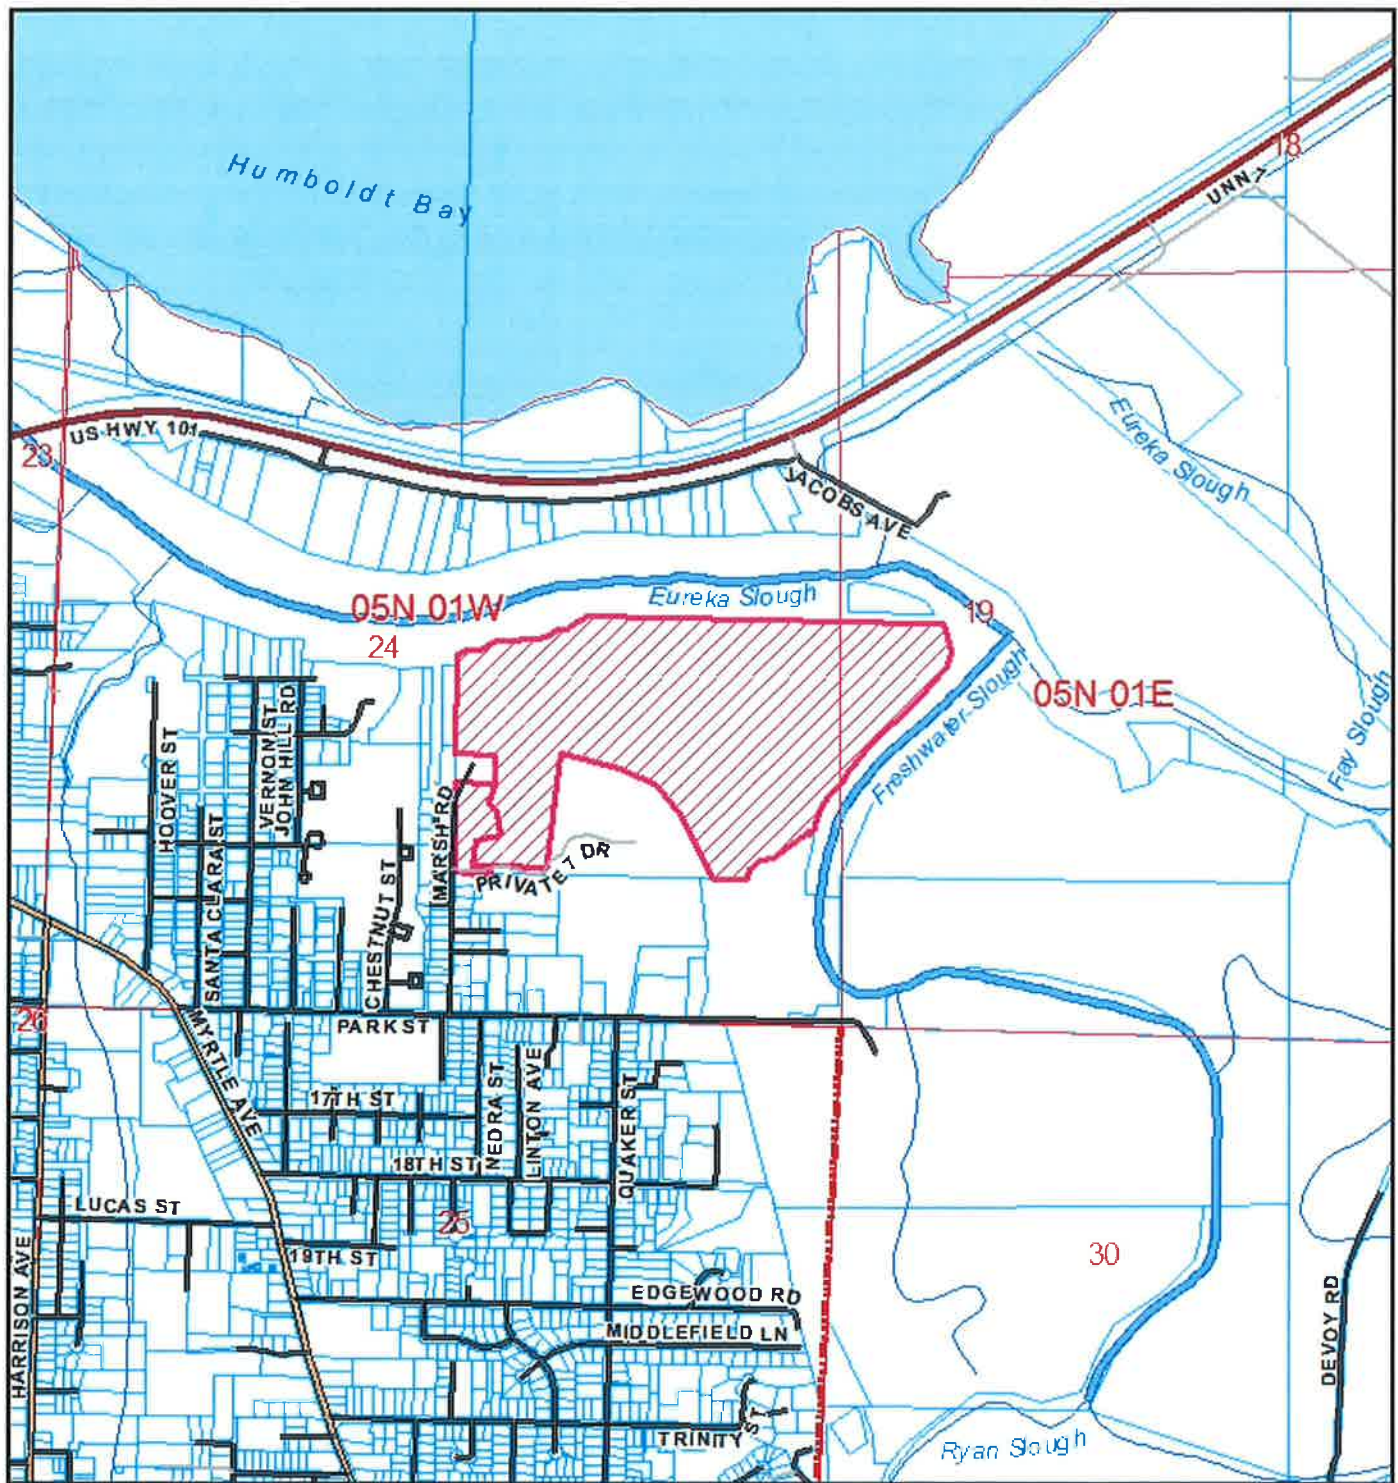 Humboldt Bay
18
UNN 7
US HWY 101
23
JACOBS AVE
Eureka Slough
Eureka Slough
05N 01W
19
24
05N 01E
Freshwater Slough
Fay Slough
HOOVER ST
VERNON ST
JOHN HILL RD
SANTA CLARA ST
CHESTNUT ST
MARSH RD
PRIVATE 7 DR
26
PARK ST
MYRTLE AVE
17TH ST
NEDRA ST
LINTON AVE
QUAKER ST
18TH ST
LUCAS ST
25
19TH ST
30
HARRISON AVE
EDGEWOOD RD
MIDDLEFIELD LN
DEVOY RD
TRINITY ST
Ryan Slough